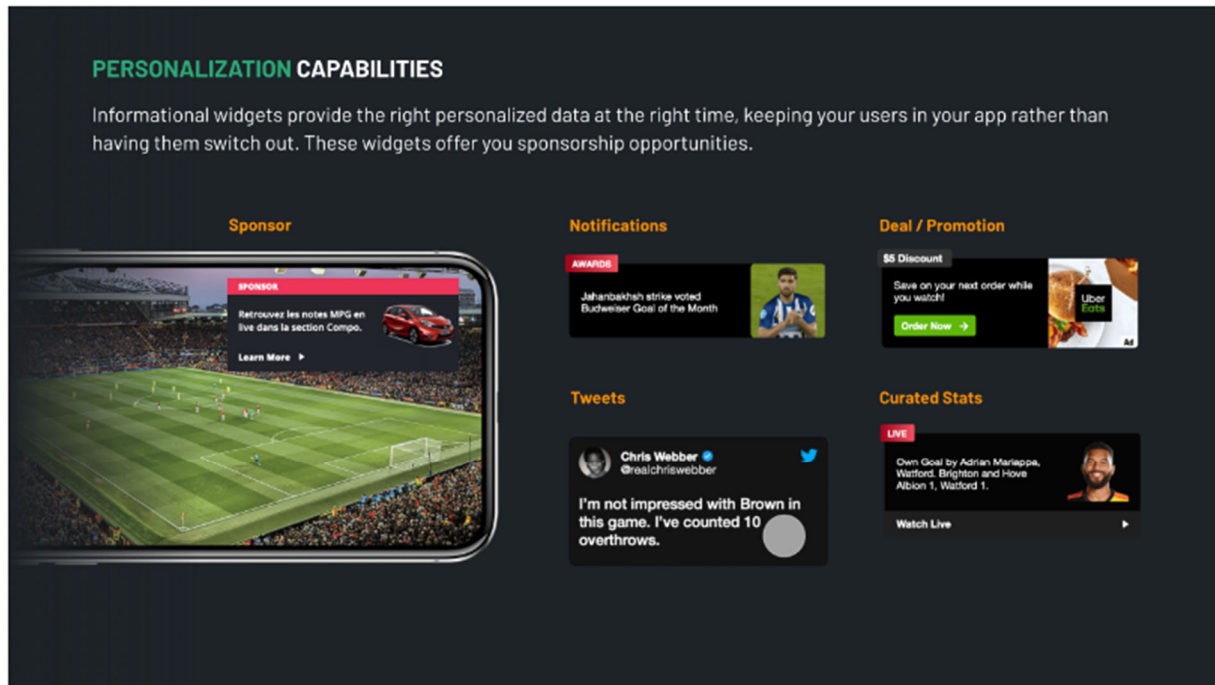 PERSONALIZATION CAPABILITIES
Informational widgets provide the right personalized data at the right time, keeping your users in your app rather than
having them switch out. These widgets offer you sponsorship opportunities.
Sponsor
SPONSOR
Retrouvez les notes MPG en
live dans la section Compo.
Learn More
Notifications
AWARDS
Jahanbakhsh strike voted
Budweiser Goal of the Month
Deal / Promotion
$5 Discount
Save on your next order while
you watch!
Order Now →
Uber
Eats
Ad
Tweets
Chris Webber
@realchriswebber
I'm not impressed with Brown in
this game. I've counted 10
overthrows.
Curated Stats
LIVE
Own Goal by Adrian Mariappa,
Watford. Brighton and Hove
Albion 1, Watford 1.
Watch Live